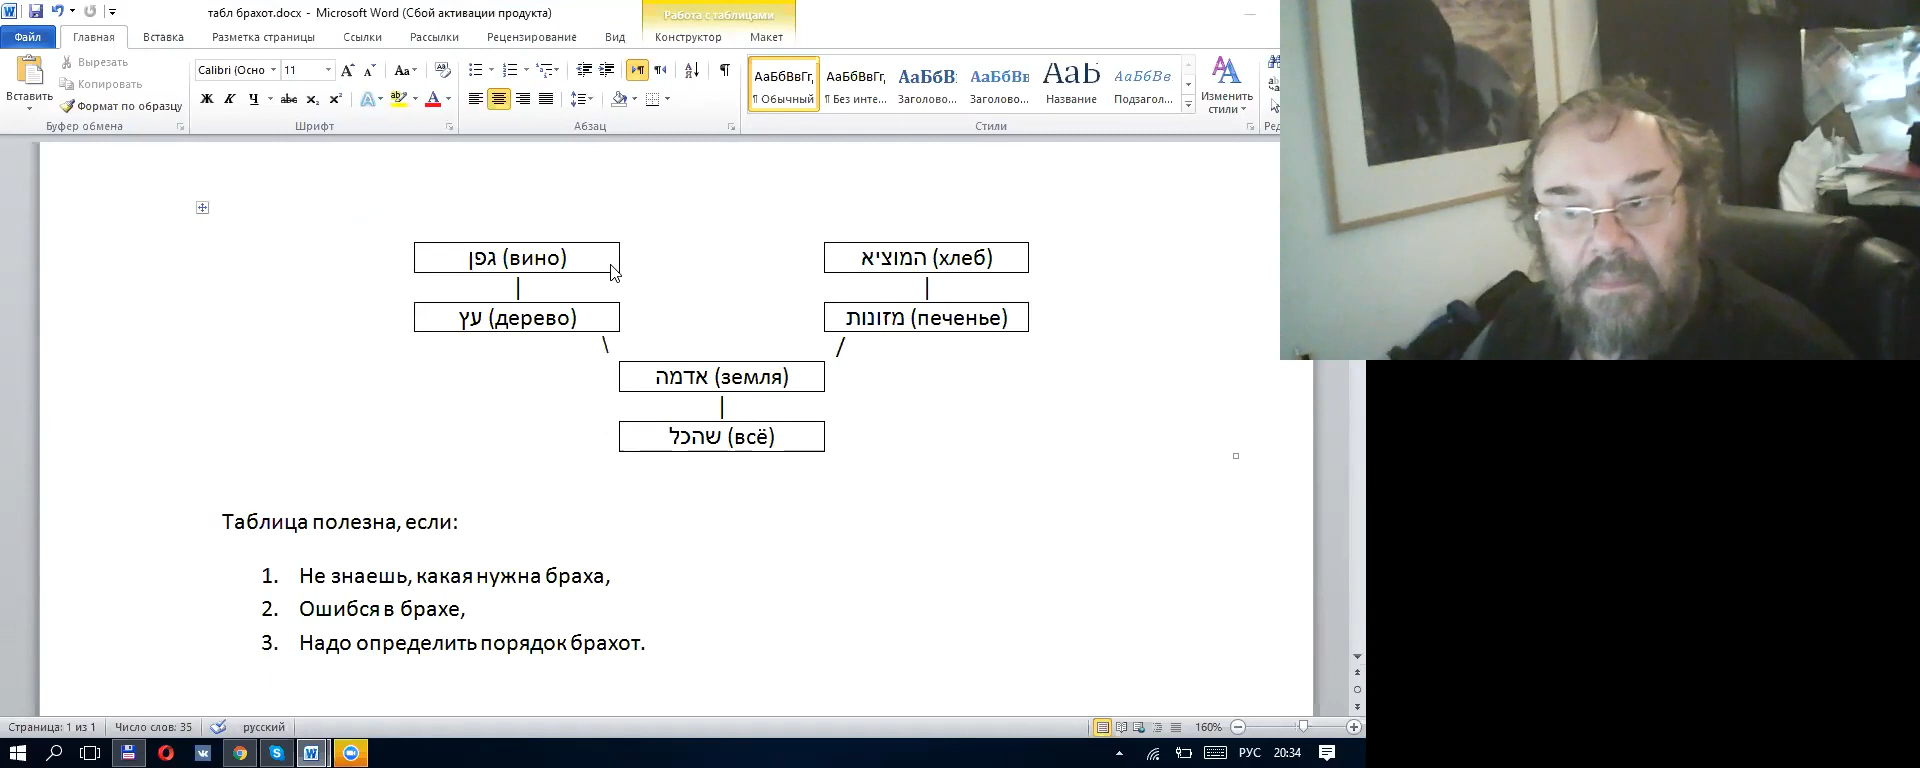 табл брахот.docx - Microsoft Word (Сбой активации продукта)
Работа с таблицами
Файл
Главная
Вставка
Разметка страницы
Ссылки
Рассылки
Рецензирование
Вид
Конструктор
Макет
Вставить
Вырезать
Копировать
Формат по образцу
Буфер обмена
Calibri (Осно
11
Шрифт
Абзац
АаБбВвГг,
¶ Обычный
АаБбВвГг,
¶ Без инте...
АаБбВ
Заголово...
АаБбВв
Заголово...
АаБ
Название
АаБбВв
Подзагол...
Изменить
стили
Стили
Ред
גפן (вино)
המוציא (хлеб)
|
|
עץ (дерево)
מזונות (печенье)
\
/
אדמה (земля)
|
שהכל (всё)
Таблица полезна, если:
1. Не знаешь, какая нужна браха,
2. Ошибся в брахе,
3. Надо определить порядок брахот.
Страница: 1 из 1
Число слов: 35
русский
160%
РУС
20:34